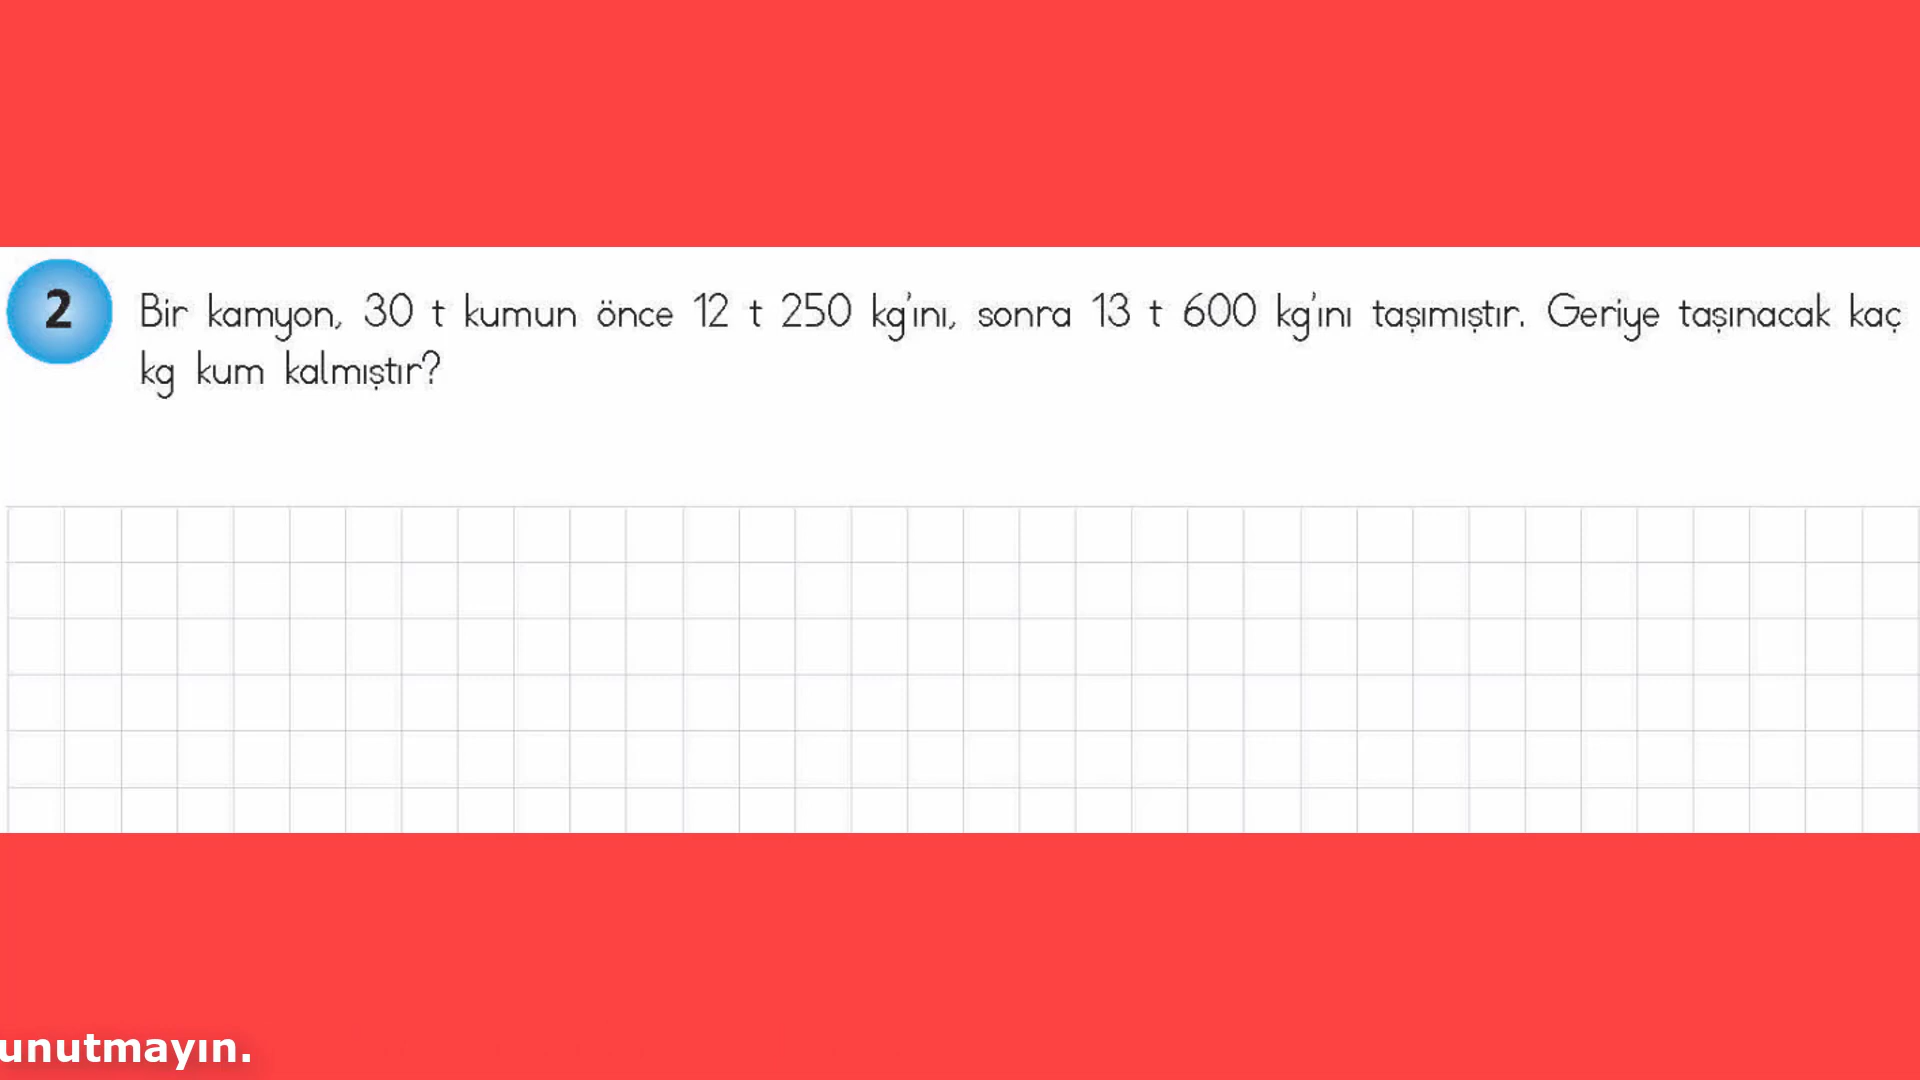 2
Bir kamyon, 30 t kumun önce 12 t 250 kg'ını, sonra 13 t 600 kg'ını taşımıştır. Geriye taşınacak kaç
kg kum kalmıştır?
unutmayın.